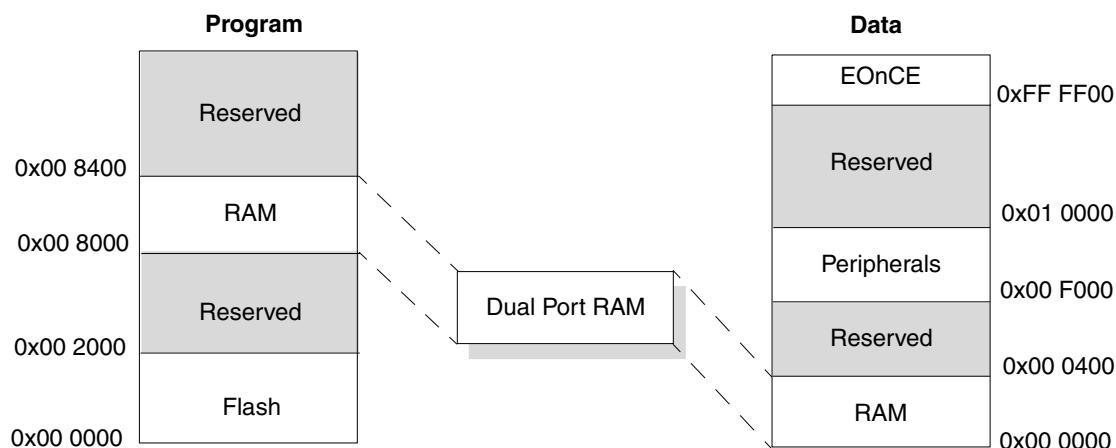 Program
Reserved
0x00 8400
RAM
0x00 8000
Reserved
0x00 2000
Flash
0x00 0000
Dual Port RAM
Data
EOnCE
0xFF FF00
Reserved
0x01 0000
Peripherals
0x00 F000
Reserved
0x00 0400
RAM
0x00 0000